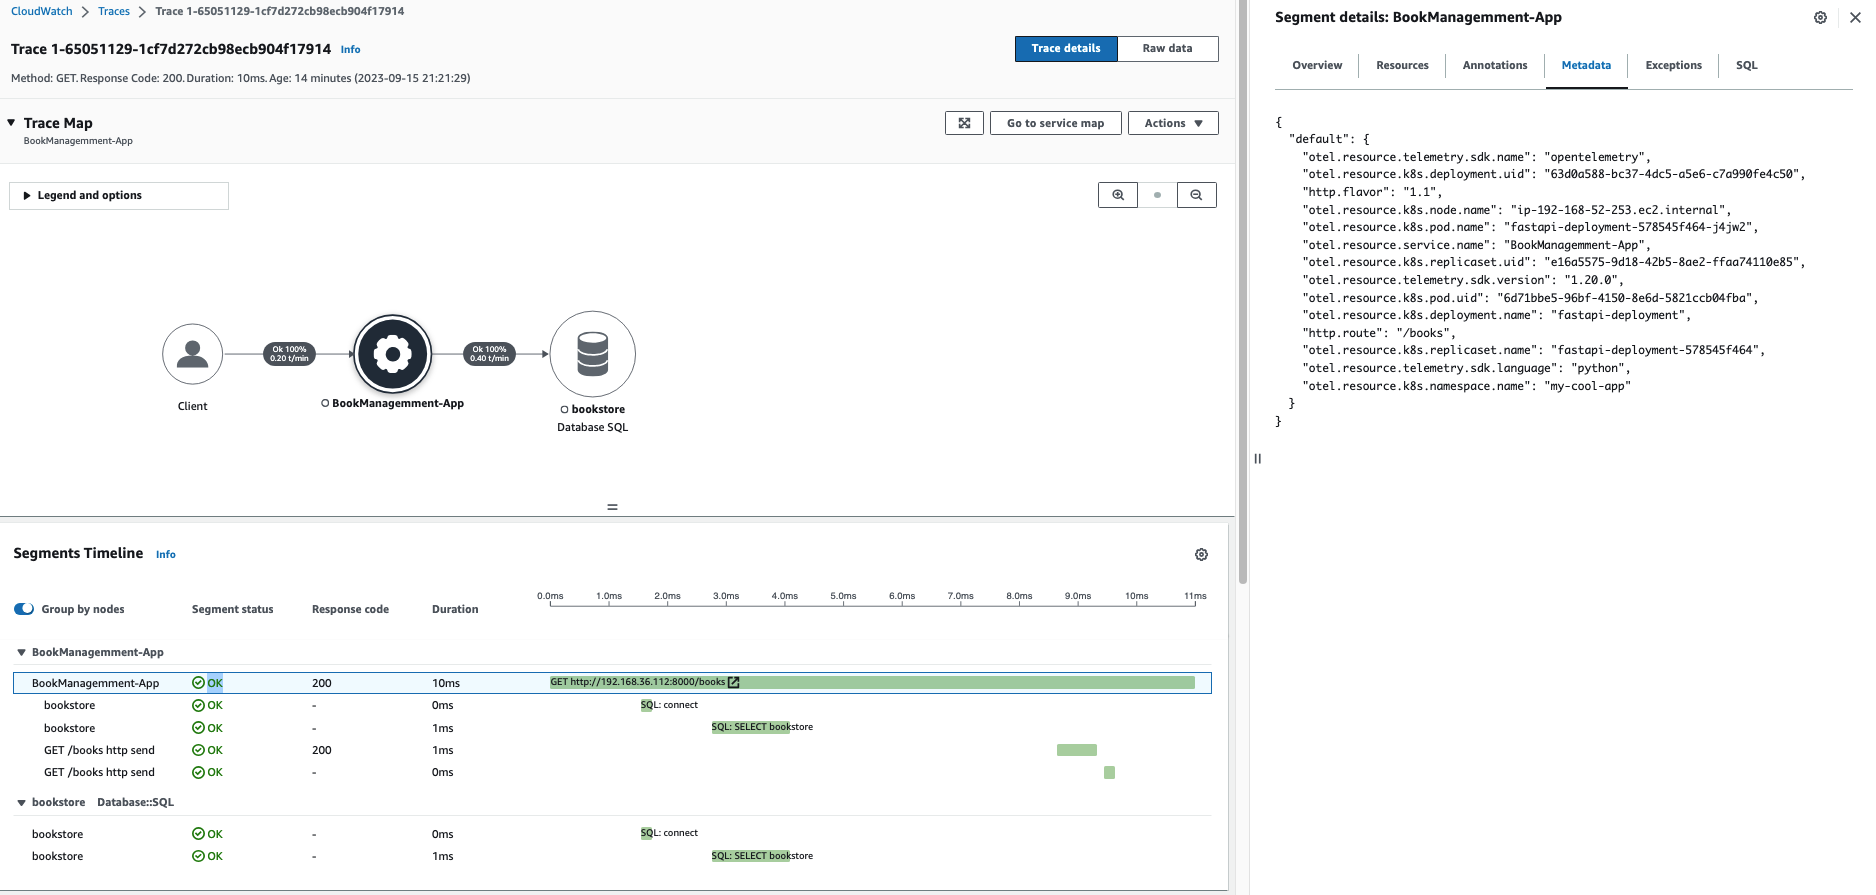 CloudWatch > Traces > Trace 1-65051129-1cf7d272cb98ecb904f17914
Trace 1-65051129-1cf7d272cb98ecb904f17914 Info
Trace details Raw data
Method: GET. Response Code: 200. Duration: 10ms. Age: 14 minutes (2023-09-15 21:21:29)
Trace Map
BookManagemment-App
Go to service map Actions
Legend and options
Ok 100%
0.20 t/min
Ok 100%
0.40 t/min
Client
BookManagemment-App
bookstore
Database SQL
Segments Timeline Info
Group by nodes Segment status Response code Duration
0.0ms 1.0ms 2.0ms 3.0ms 4.0ms 5.0ms 6.0ms 7.0ms 8.0ms 9.0ms 10ms 11ms
BookManagemment-App
BookManagemment-App OK 200 10ms GET http://192.168.36.112:8000/books
bookstore OK - 0ms SQL: connect
bookstore OK - 1ms SQL: SELECT bookstore
GET /books http send OK 200 1ms
GET /books http send OK - 0ms
bookstore Database::SQL
bookstore OK - 0ms SQL: connect
bookstore OK - 1ms SQL: SELECT bookstore
Segment details: BookManagemment-App
Overview Resources Annotations Metadata Exceptions SQL
{
"default": {
"otel.resource.telemetry.sdk.name": "opentelemetry",
"otel.resource.k8s.deployment.uid": "63d0a588-bc37-4dc5-a5e6-c7a990fe4c50",
"http.flavor": "1.1",
"otel.resource.k8s.node.name": "ip-192-168-52-253.ec2.internal",
"otel.resource.k8s.pod.name": "fastapi-deployment-578545f464-j4jw2",
"otel.resource.service.name": "BookManagemment-App",
"otel.resource.k8s.replicaset.uid": "e16a5575-9d18-42b5-8ae2-ffaa74110e85",
"otel.resource.telemetry.sdk.version": "1.20.0",
"otel.resource.k8s.pod.uid": "6d71bbe5-96bf-4150-8e6d-5821ccb04fba",
"otel.resource.k8s.deployment.name": "fastapi-deployment",
"http.route": "/books",
"otel.resource.k8s.replicaset.name": "fastapi-deployment-578545f464",
"otel.resource.telemetry.sdk.language": "python",
"otel.resource.k8s.namespace.name": "my-cool-app"
}
}